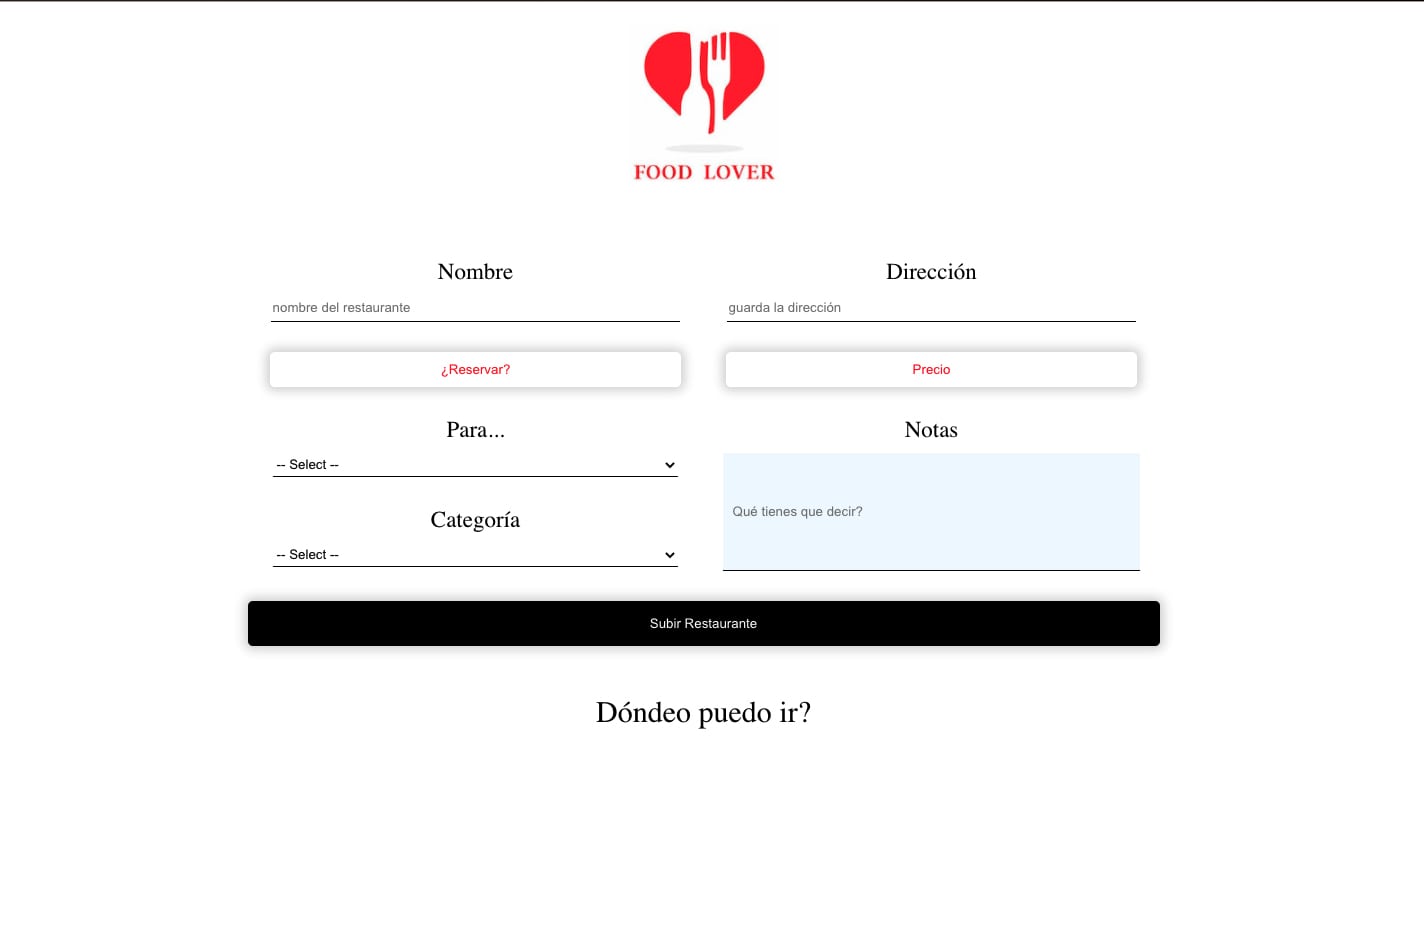 FOOD LOVER
Nombre
nombre del restaurante
Dirección
guarda la dirección
¿Reservar?
Precio
Para...
-- Select --
Notas
Qué tienes que decir?
Categoría
-- Select --
Subir Restaurante
Dóndeo puedo ir?